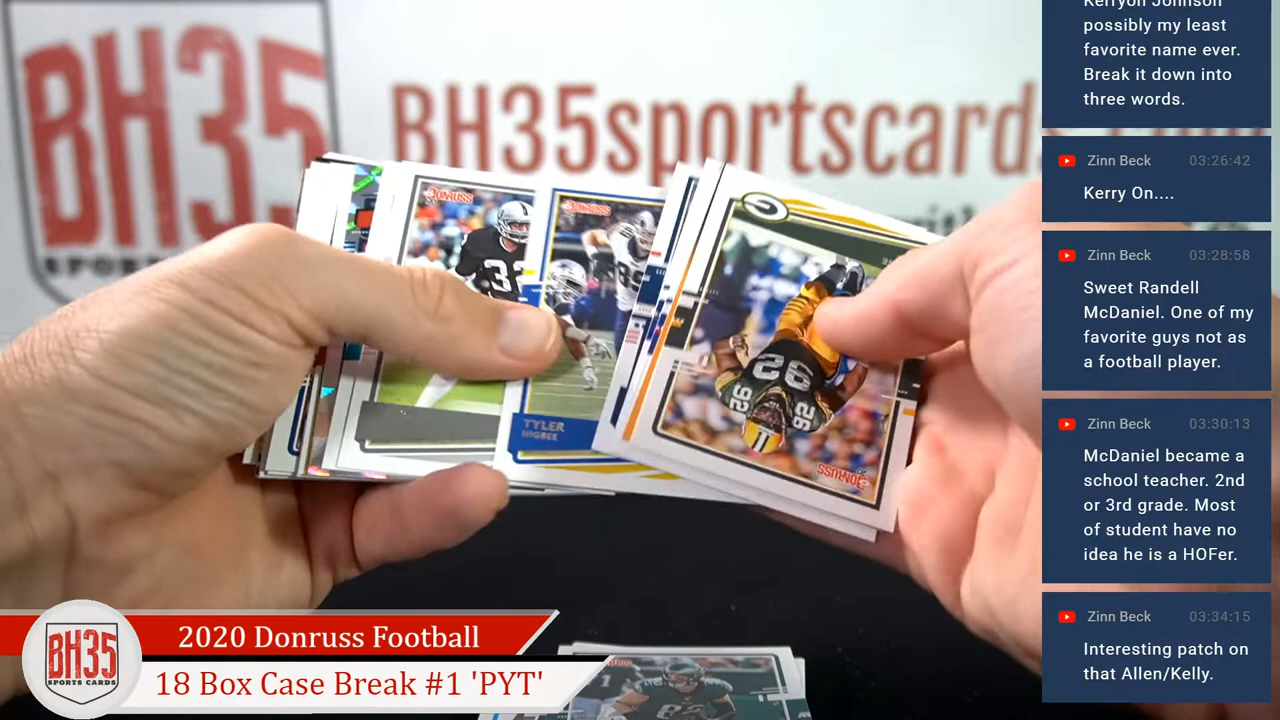 BH35
SPORTS
BH35sportscards
DONRUSS
DONRUSS
TYLER
HIGBEE
G
92
DONRUSS
Kerryon Johnson
possibly my least
favorite name ever.
Break it down into
three words.
Zinn Beck 03:26:42
Kerry On....
Zinn Beck 03:28:58
Sweet Randell
McDaniel. One of my
favorite guys not as
a football player.
Zinn Beck 03:30:13
McDaniel became a
school teacher. 2nd
or 3rd grade. Most
of student have no
idea he is a HOFer.
Zinn Beck 03:34:15
Interesting patch on
that Allen/Kelly.
BH35
SPORTS CARDS
2020 Donruss Football
18 Box Case Break #1 'PYT'